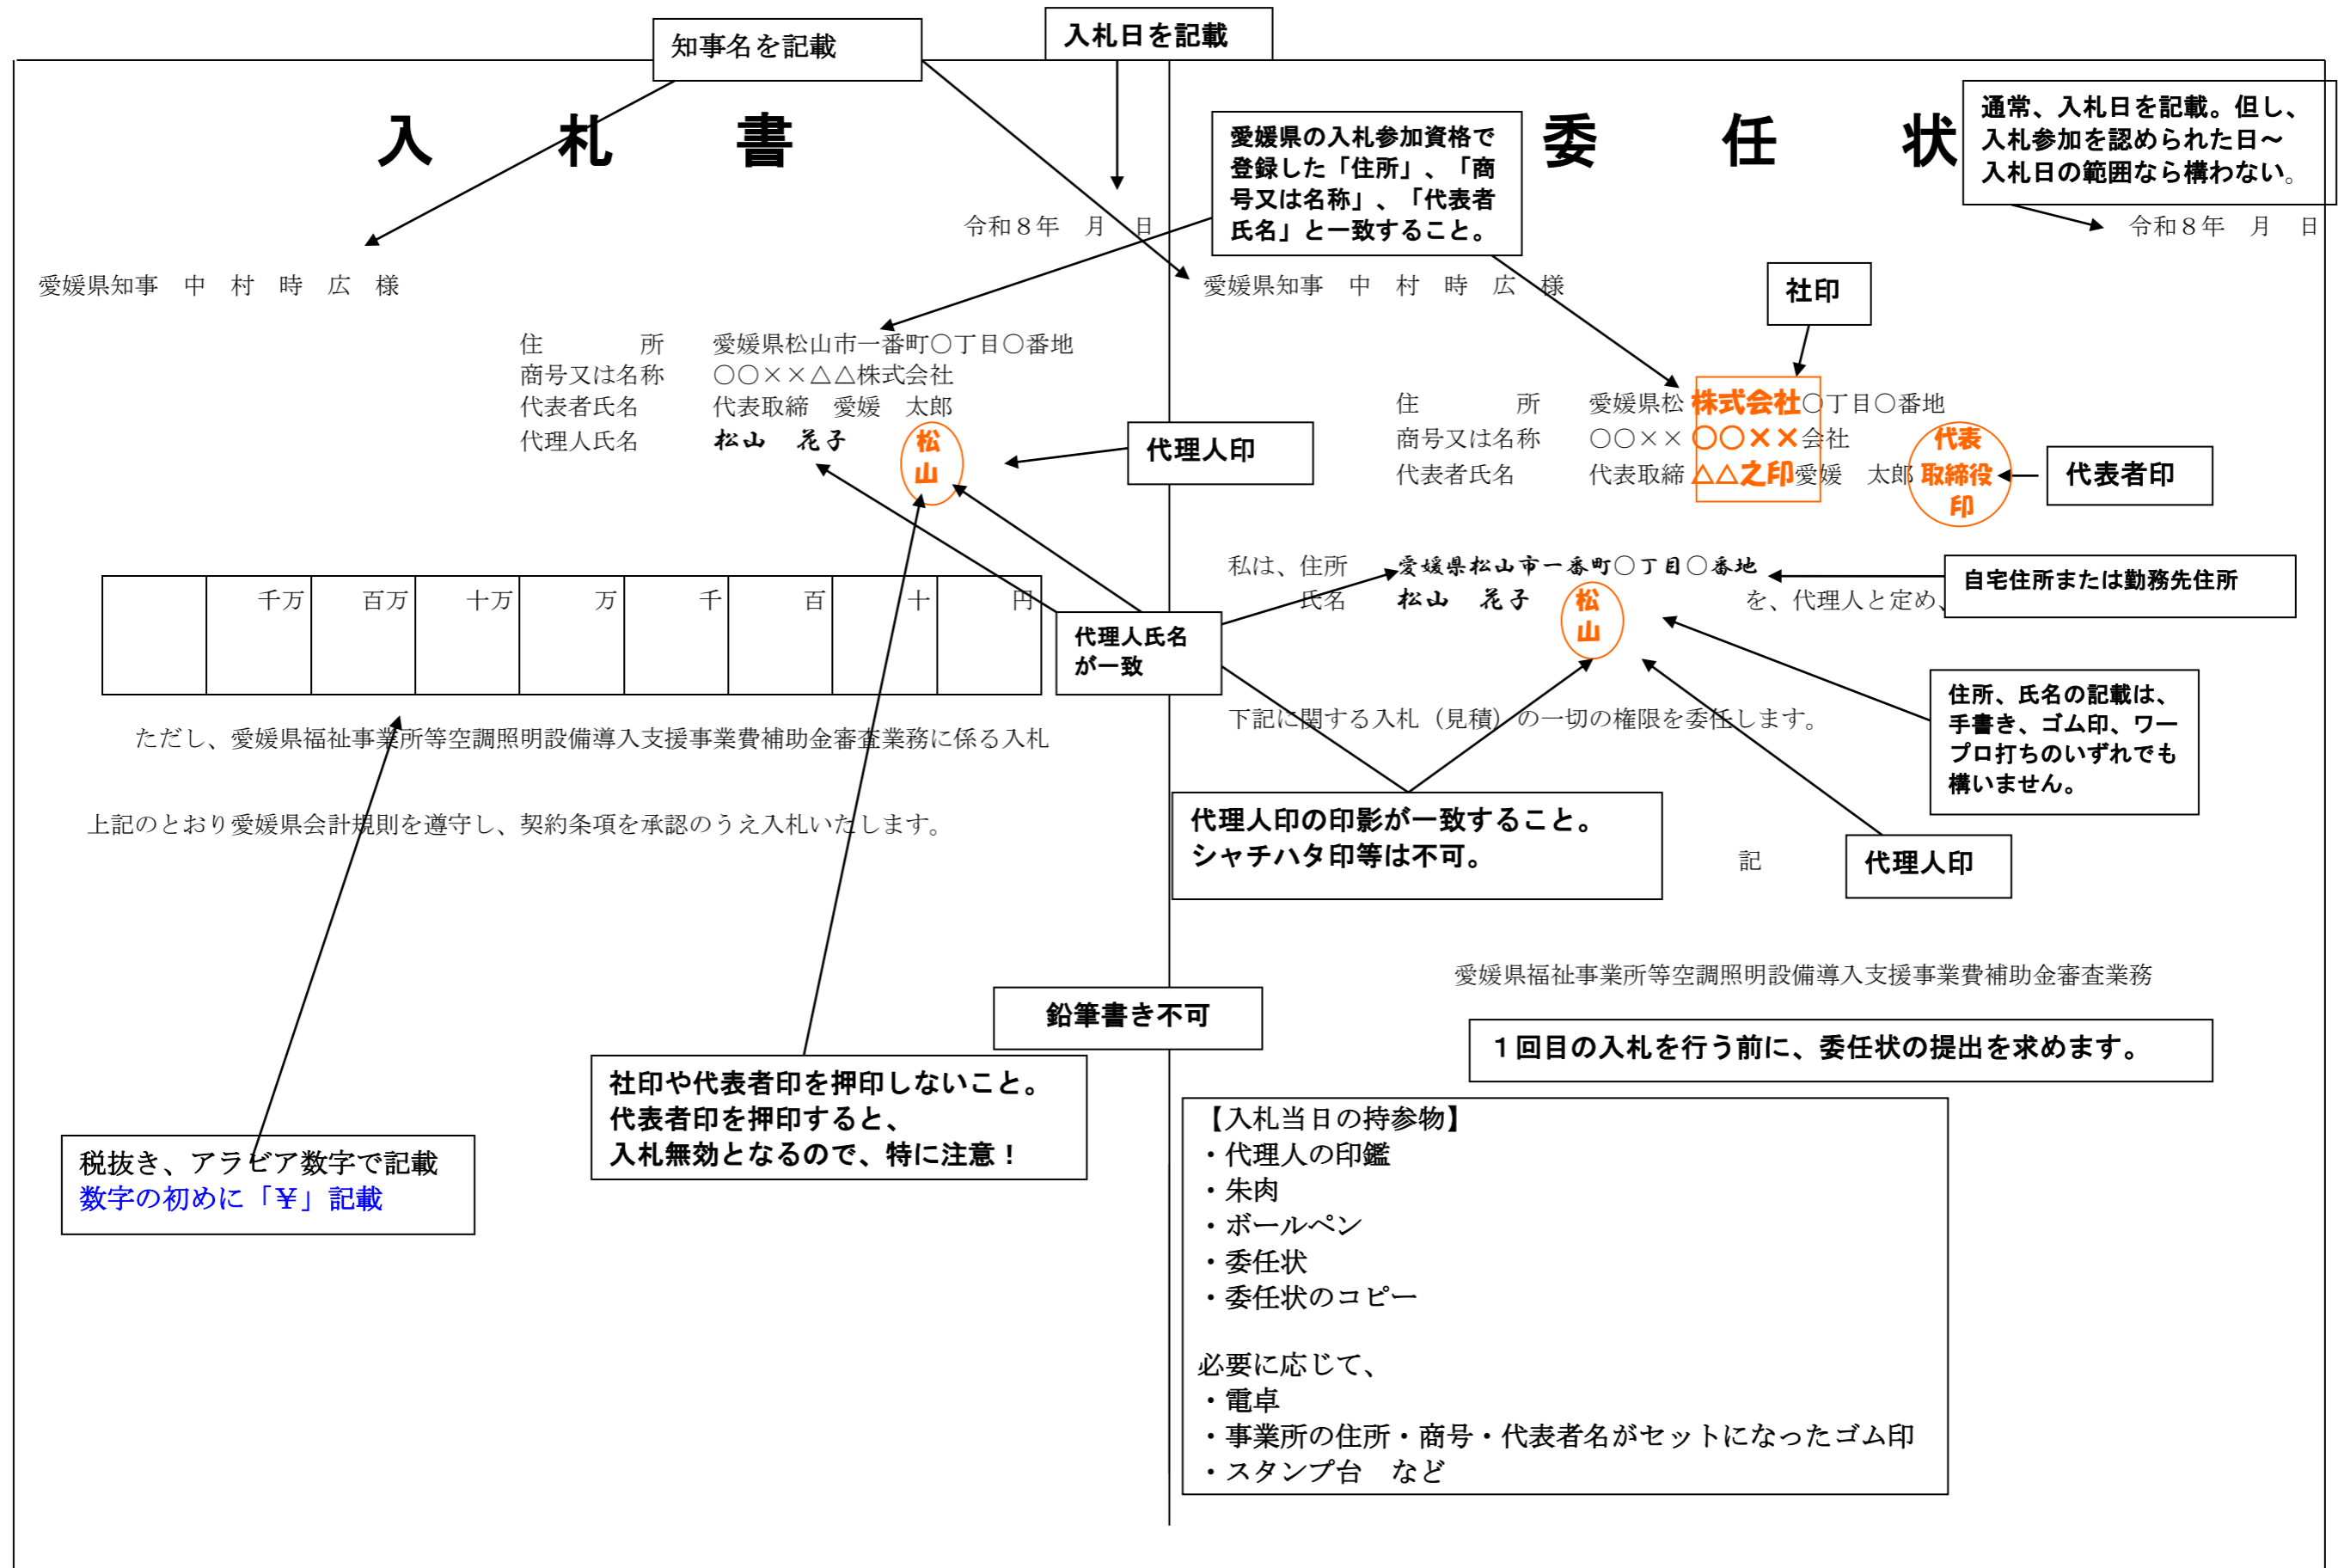 知事名を記載
入札日を記載
入　札　書
令和８年　月　日
愛媛県知事　中　村　時　広　様
住　　　所　愛媛県松山市一番町○丁目○番地
商号又は名称　○○××△△株式会社
代表者氏名　代表取締　愛媛　太郎
代理人氏名　松山　花子
松
山
代理人印
千万　百万　十万　万　千　百　十　円
代理人氏名
が一致
ただし、愛媛県福祉事業所等空調照明設備導入支援事業費補助金審査業務に係る入札
上記のとおり愛媛県会計規則を遵守し、契約条項を承認のうえ入札いたします。
鉛筆書き不可
社印や代表者印を押印しないこと。
代表者印を押印すると、
入札無効となるので、特に注意！
税抜き、アラビア数字で記載
数字の初めに「￥」記載
愛媛県の入札参加資格で
登録した「住所」、「商
号又は名称」、「代表者
氏名」と一致すること。
委　任　状
通常、入札日を記載。但し、
入札参加を認められた日～
入札日の範囲なら構わない。
令和８年　月　日
愛媛県知事　中　村　時　広　様
社印
住　　　所　愛媛県松○丁目○番地
商号又は名称　○○××会社
代表者氏名　代表取締愛媛　太郎
株式会社
○○××
△△之印
代表
取締役
印
代表者印
私は、住所　愛媛県松山市一番町○丁目○番地
氏名　松山　花子　を、代理人と定め、
松
山
自宅住所または勤務先住所
下記に関する入札（見積）の一切の権限を委任します。
住所、氏名の記載は、
手書き、ゴム印、ワー
プロ打ちのいずれでも
構いません。
代理人印の印影が一致すること。
シャチハタ印等は不可。
記
代理人印
愛媛県福祉事業所等空調照明設備導入支援事業費補助金審査業務
１回目の入札を行う前に、委任状の提出を求めます。
【入札当日の持参物】
・代理人の印鑑
・朱肉
・ボールペン
・委任状
・委任状のコピー
必要に応じて、
・電卓
・事業所の住所・商号・代表者名がセットになったゴム印
・スタンプ台　など